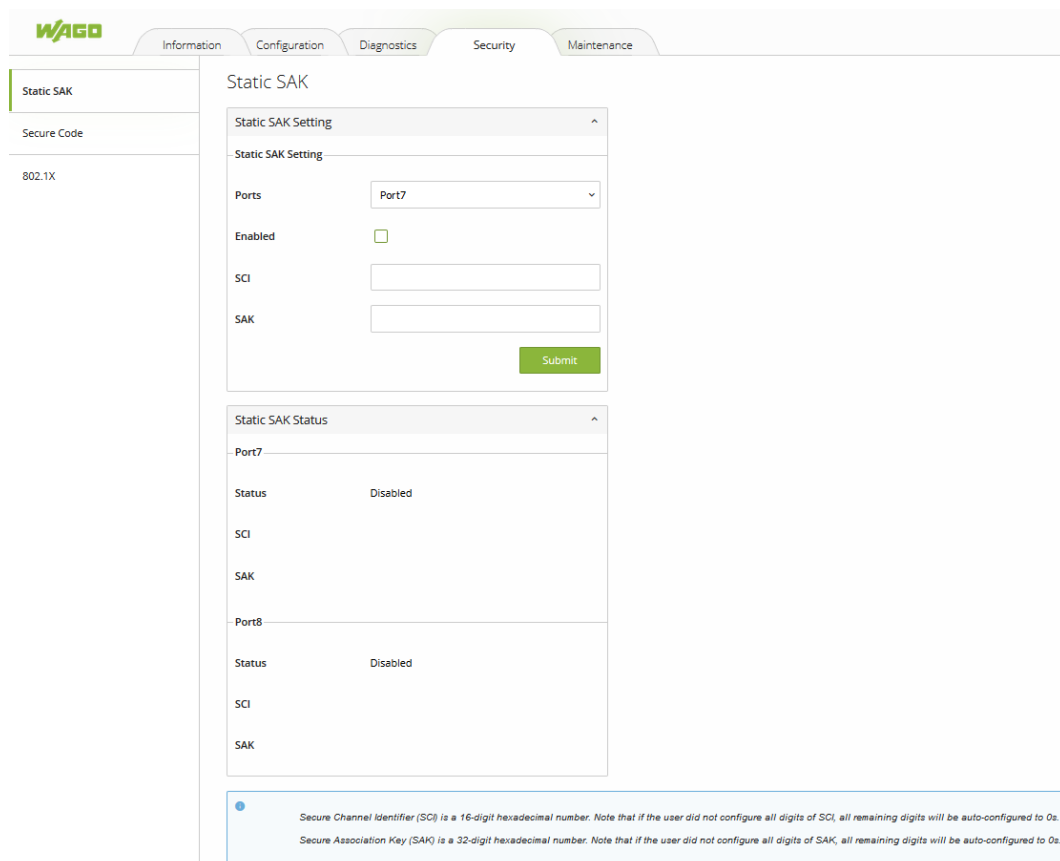 WAGO
Information Configuration Diagnostics Security Maintenance
Static SAK
Secure Code
802.1X
Static SAK
Static SAK Setting
Static SAK Setting
Ports Port7
Enabled
SCI
SAK
Submit
Static SAK Status
Port7
Status Disabled
SCI
SAK
Port8
Status Disabled
SCI
SAK
Secure Channel Identifier (SCI) is a 16-digit hexadecimal number. Note that if the user did not configure all digits of SCI, all remaining digits will be auto-configured to 0s.
Secure Association Key (SAK) is a 32-digit hexadecimal number. Note that if the user did not configure all digits of SAK, all remaining digits will be auto-configured to 0s.